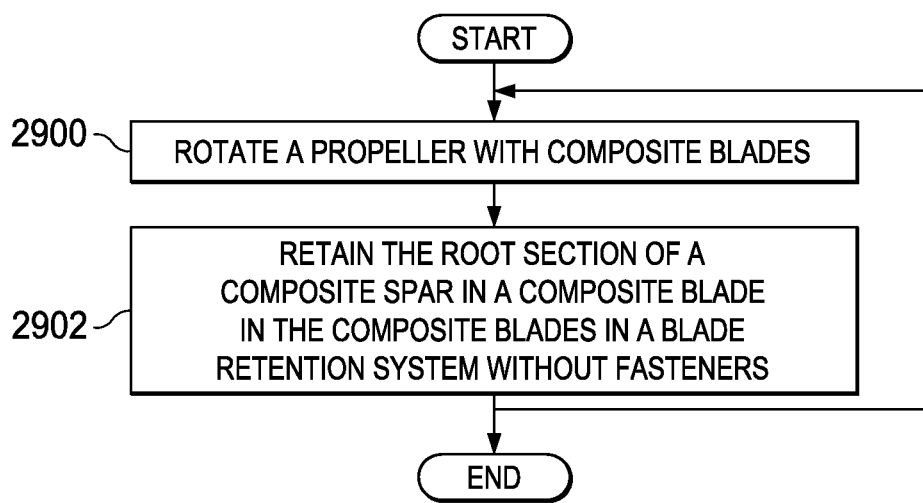 START
2900
ROTATE A PROPELLER WITH COMPOSITE BLADES
RETAIN THE ROOT SECTION OF A
COMPOSITE SPAR IN A COMPOSITE BLADE
2902
IN THE COMPOSITE BLADES IN A BLADE
RETENTION SYSTEM WITHOUT FASTENERS
END